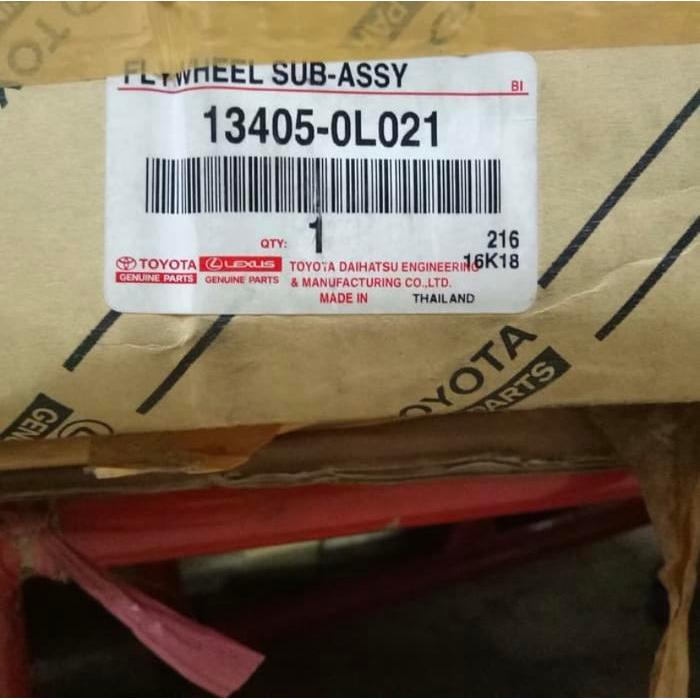 FLYWHEEL SUB-ASSY
BI
13405-0L021
QTY: 1
216
16K18
TOYOTA LEXUS TOYOTA DAIHATSU ENGINEERING
GENUINE PARTS GENUINE PARTS & MANUFACTURING CO.,LTD.
MADE IN THAILAND
TOYOTA
PARTS
GEN